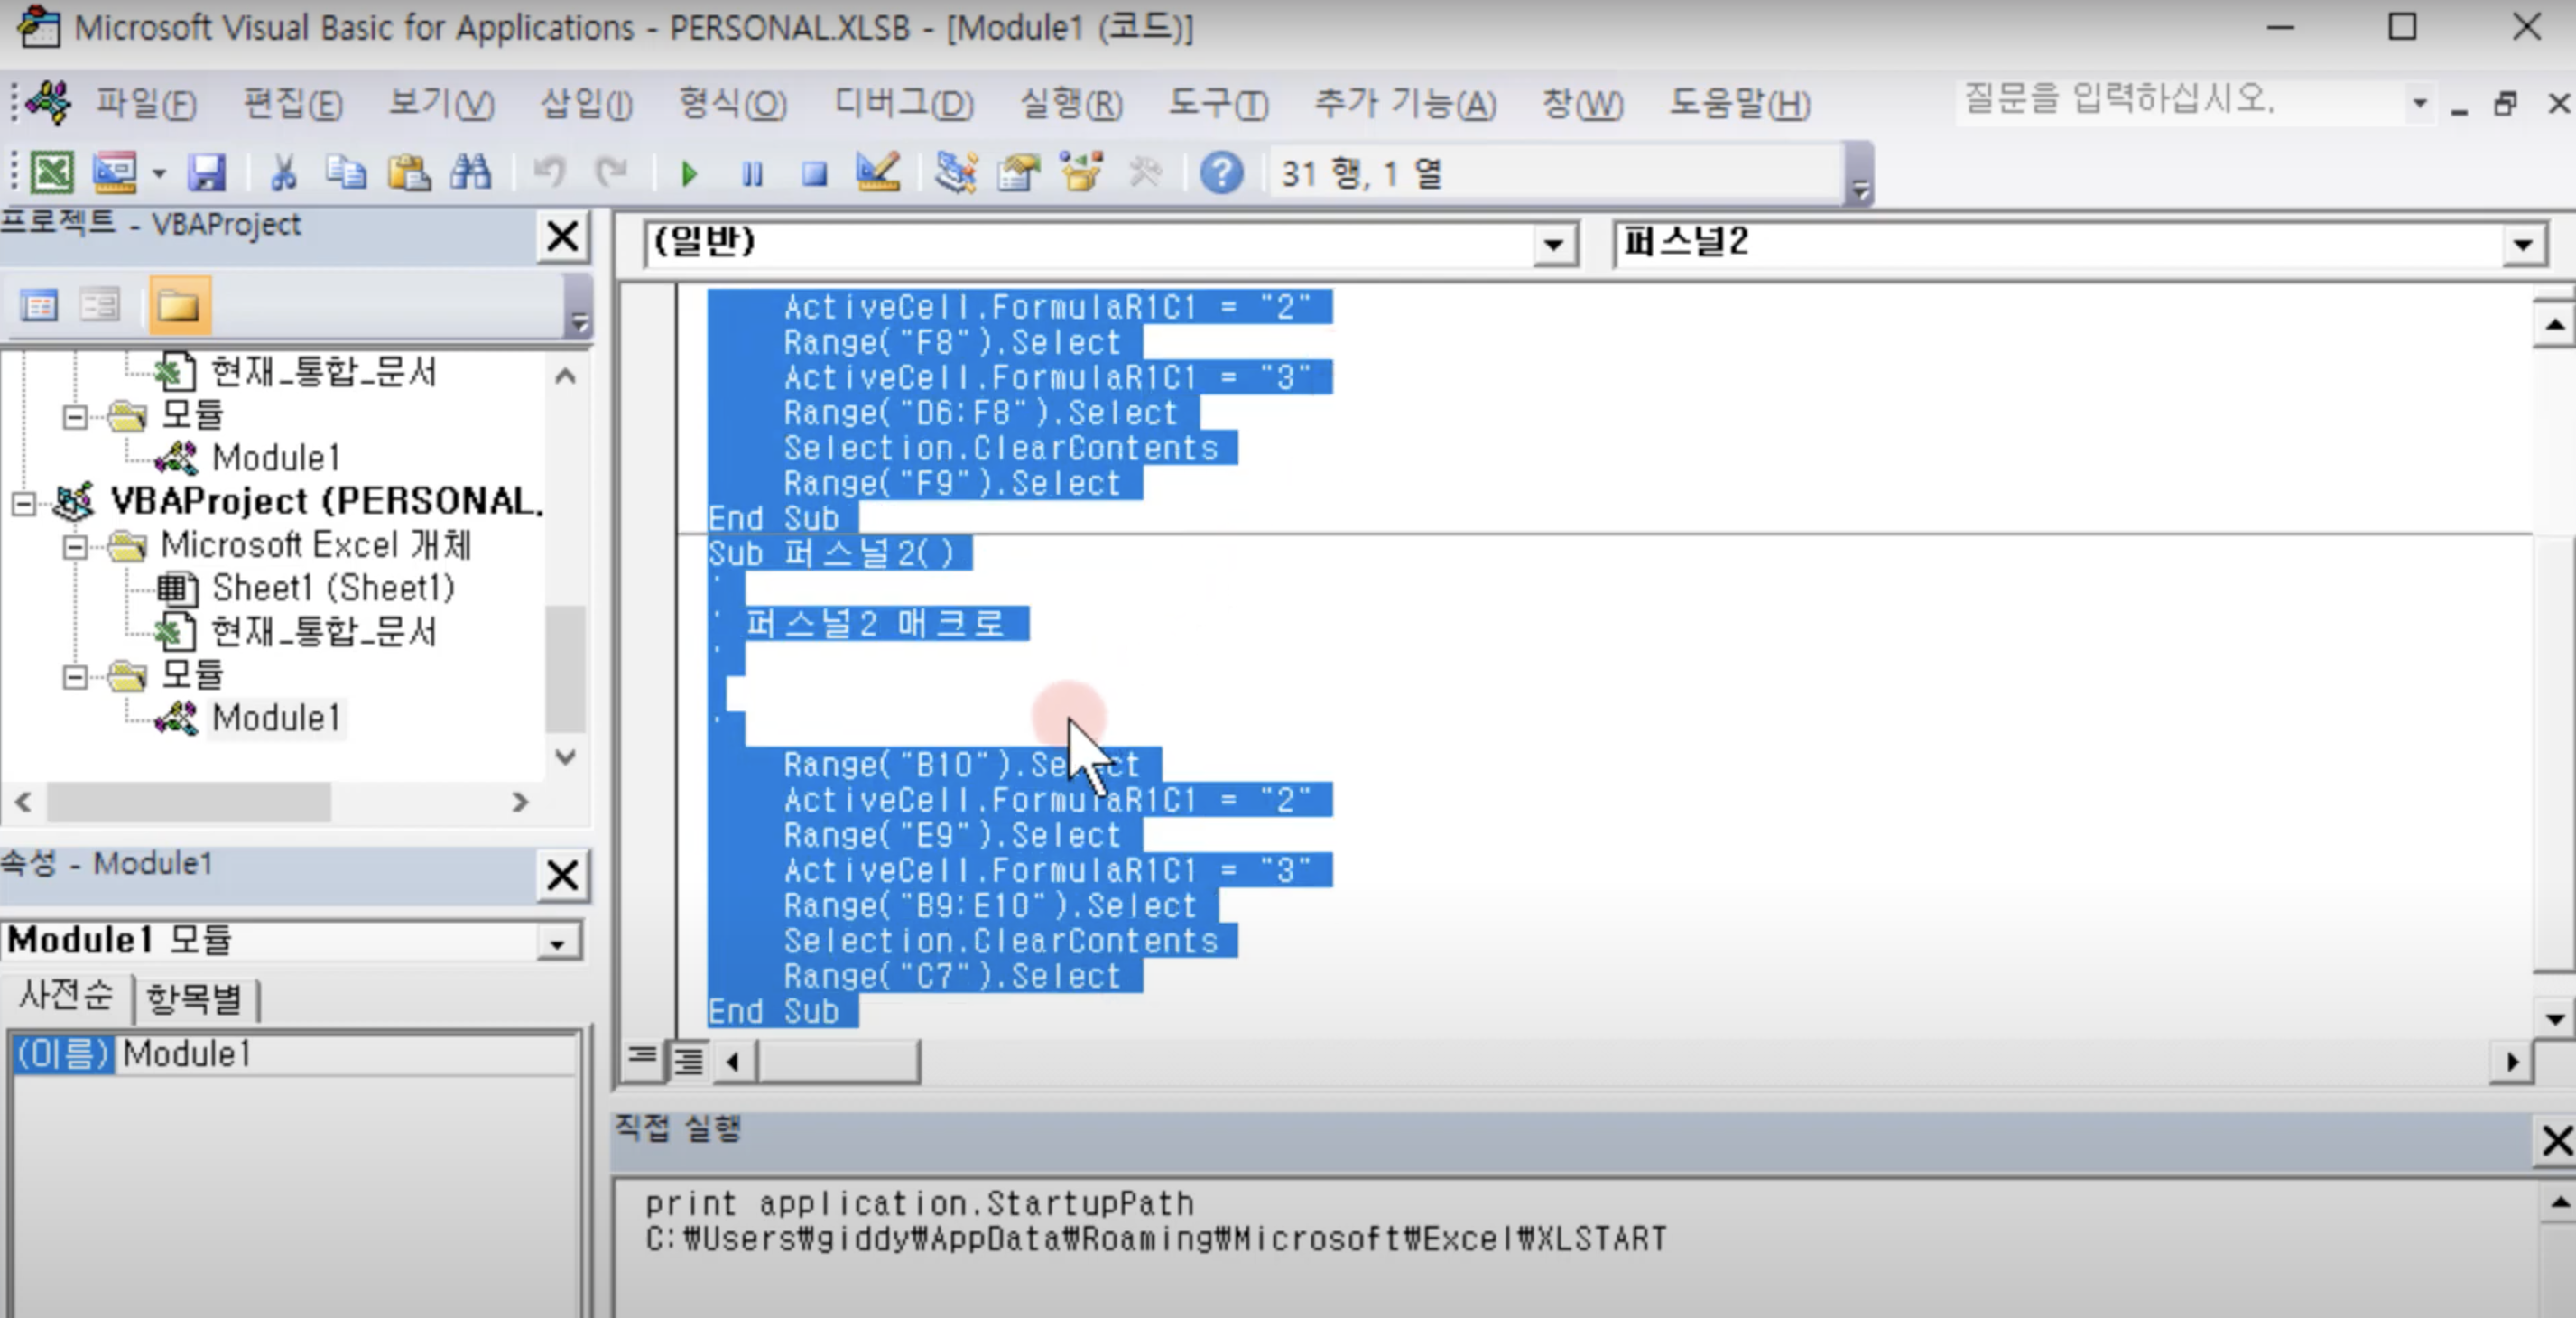 Microsoft Visual Basic for Applications - PERSONAL.XLSB - [Module1 (코드)]
파일(F) 편집(E) 보기(V) 삽입(I) 형식(O) 디버그(D) 실행(R) 도구(T) 추가 기능(A) 창(W) 도움말(H) 질문을 입력하십시오.
31 행, 1 열
프로젝트 - VBAProject
현재_통합_문서
모듈
Module1
VBAProject (PERSONAL.
Microsoft Excel 개체
Sheet1 (Sheet1)
현재_통합_문서
모듈
Module1
속성 - Module1
Module1 모듈
사전순 항목별
(이름) Module1
(일반) 퍼스널2
ActiveCell.FormulaR1C1 = "2"
Range("F8").Select
ActiveCell.FormulaR1C1 = "3"
Range("D6:F8").Select
Selection.ClearContents
Range("F9").Select
End Sub
Sub 퍼스널2()
'
' 퍼스널2 매크로
'
'
Range("B10").Select
ActiveCell.FormulaR1C1 = "2"
Range("E9").Select
ActiveCell.FormulaR1C1 = "3"
Range("B9:E10").Select
Selection.ClearContents
Range("C7").Select
End Sub
직접 실행
print application.StartupPath
C:₩Users₩giddy₩AppData₩Roaming₩Microsoft₩Excel₩XLSTART